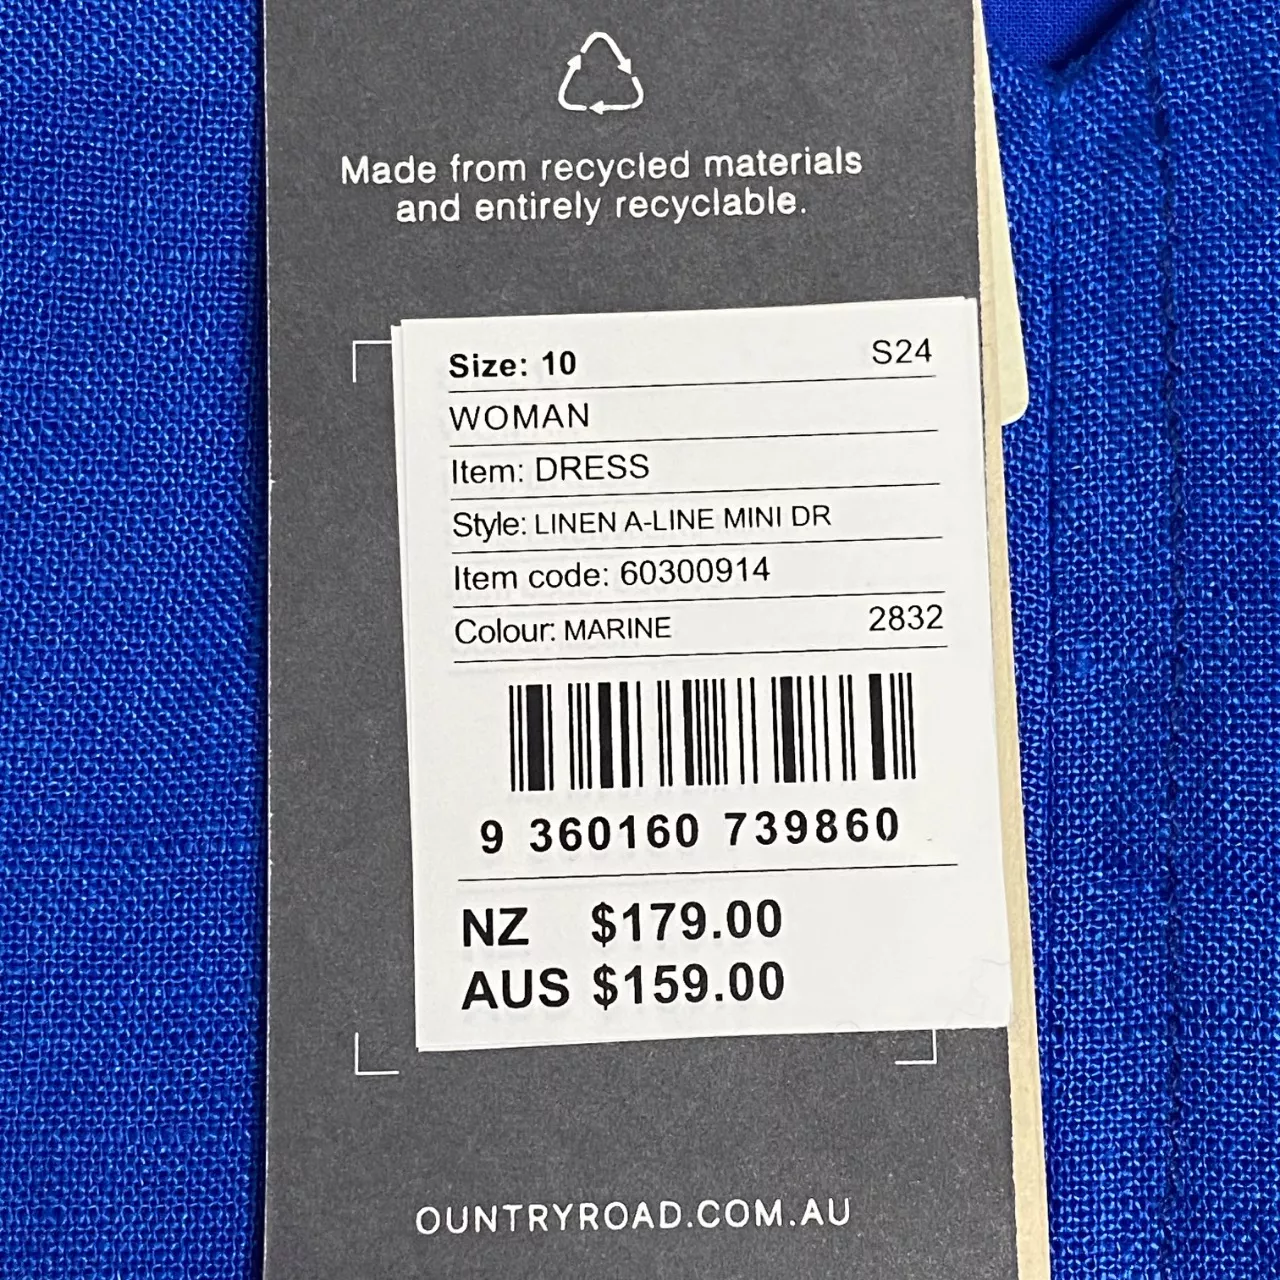 Made from recycled materials
and entirely recyclable.
Size: 10 S24
WOMAN
Item: DRESS
Style: LINEN A-LINE MINI DR
Item code: 60300914
Colour: MARINE 2832
9 360160 739860
NZ $179.00
AUS $159.00
OUNTRYROAD.COM.AU